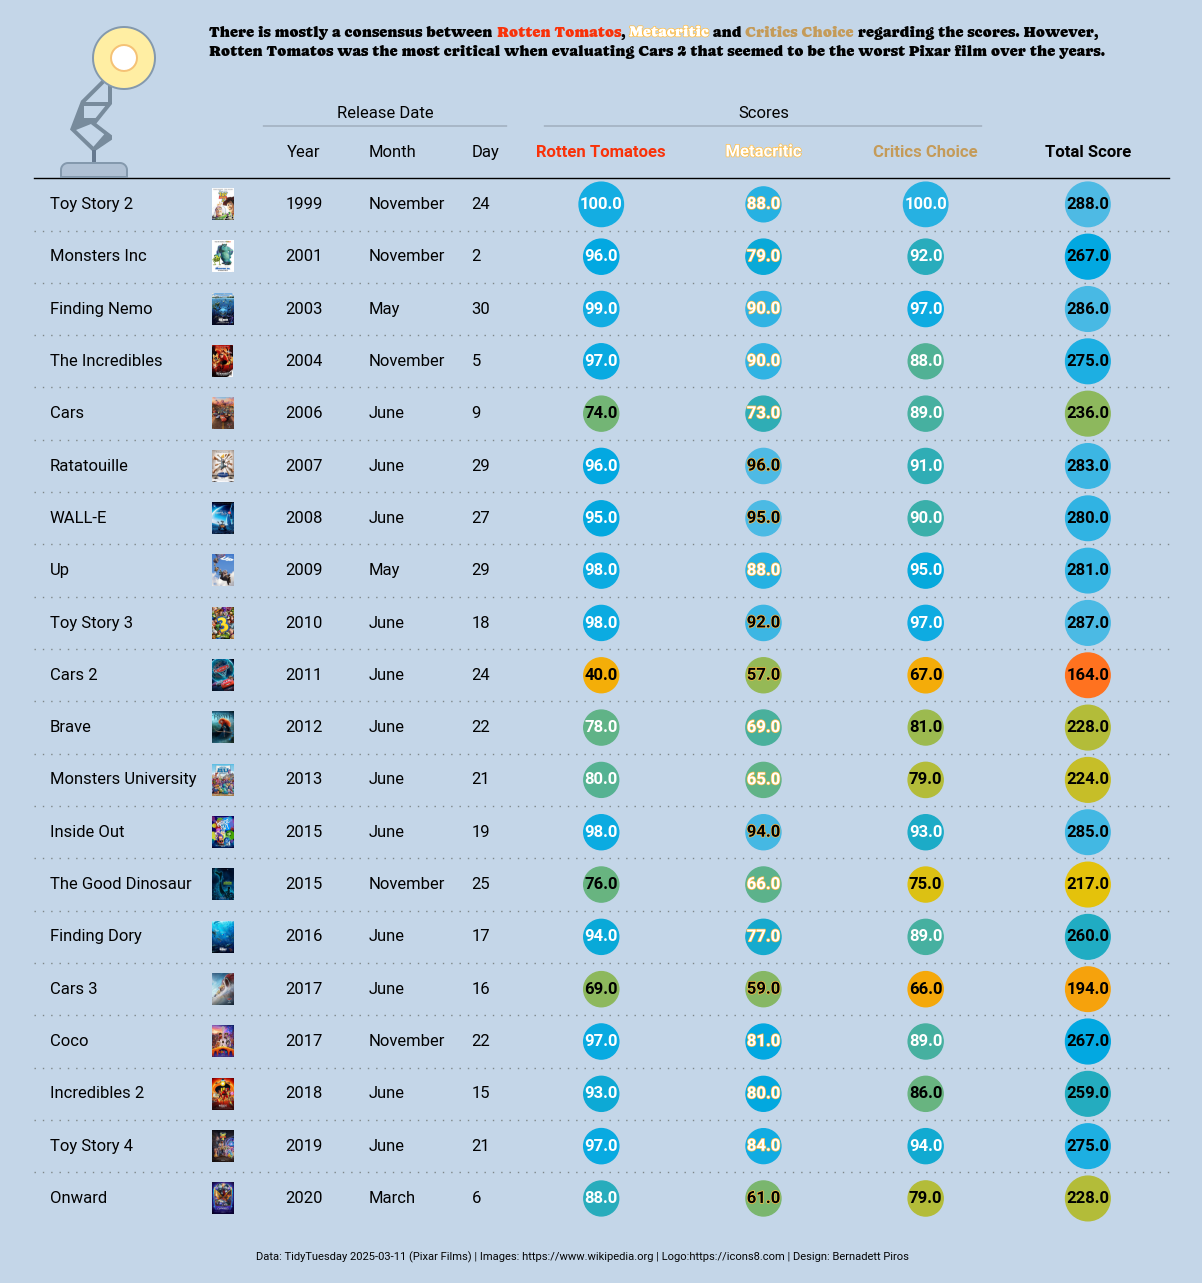 There is mostly a consensus between Rotten Tomatos, Metacritic and Critics Choice regarding the scores. However,
Rotten Tomatos was the most critical when evaluating Cars 2 that seemed to be the worst Pixar film over the years.
Release Date Scores
Year Month Day Rotten Tomatoes Metacritic Critics Choice Total Score
Toy Story 2 1999 November 24 100.0 88.0 100.0 288.0
Monsters Inc 2001 November 2 96.0 79.0 92.0 267.0
Finding Nemo 2003 May 30 99.0 90.0 97.0 286.0
The Incredibles 2004 November 5 97.0 90.0 88.0 275.0
Cars 2006 June 9 74.0 73.0 89.0 236.0
Ratatouille 2007 June 29 96.0 96.0 91.0 283.0
WALL-E 2008 June 27 95.0 95.0 90.0 280.0
Up 2009 May 29 98.0 88.0 95.0 281.0
Toy Story 3 2010 June 18 98.0 92.0 97.0 287.0
Cars 2 2011 June 24 40.0 57.0 67.0 164.0
Brave 2012 June 22 78.0 69.0 81.0 228.0
Monsters University 2013 June 21 80.0 65.0 79.0 224.0
Inside Out 2015 June 19 98.0 94.0 93.0 285.0
The Good Dinosaur 2015 November 25 76.0 66.0 75.0 217.0
Finding Dory 2016 June 17 94.0 77.0 89.0 260.0
Cars 3 2017 June 16 69.0 59.0 66.0 194.0
Coco 2017 November 22 97.0 81.0 89.0 267.0
Incredibles 2 2018 June 15 93.0 80.0 86.0 259.0
Toy Story 4 2019 June 21 97.0 84.0 94.0 275.0
Onward 2020 March 6 88.0 61.0 79.0 228.0
Data: TidyTuesday 2025-03-11 (Pixar Films) | Images: https://www.wikipedia.org | Logo:https://icons8.com | Design: Bernadett Piros